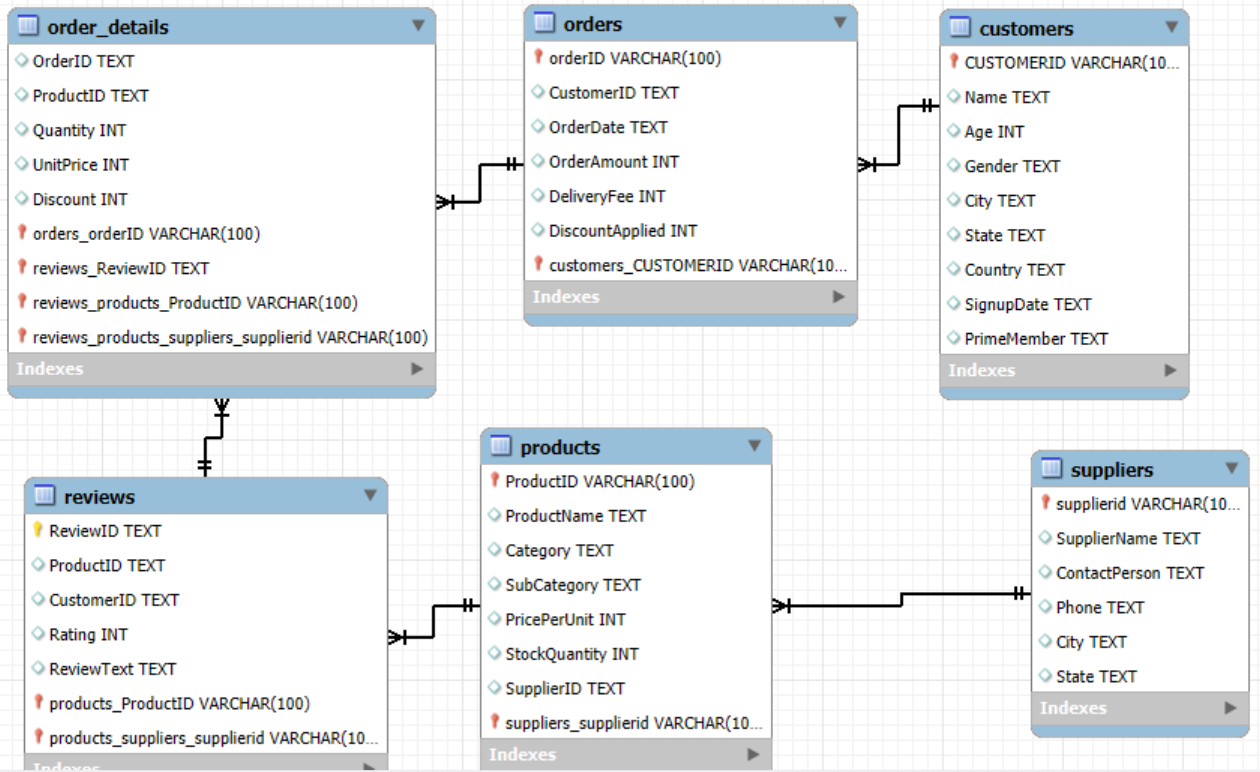 order_details
OrderID TEXT
ProductID TEXT
Quantity INT
UnitPrice INT
Discount INT
orders_orderID VARCHAR(100)
reviews_ReviewID TEXT
reviews_products_ProductID VARCHAR(100)
reviews_products_suppliers_supplierid VARCHAR(100)
Indexes
orders
orderID VARCHAR(100)
CustomerID TEXT
OrderDate TEXT
OrderAmount INT
DeliveryFee INT
DiscountApplied INT
customers_CUSTOMERID VARCHAR(10...
Indexes
customers
CUSTOMERID VARCHAR(10...
Name TEXT
Age INT
Gender TEXT
City TEXT
State TEXT
Country TEXT
SignupDate TEXT
PrimeMember TEXT
Indexes
reviews
ReviewID TEXT
ProductID TEXT
CustomerID TEXT
Rating INT
ReviewText TEXT
products_ProductID VARCHAR(100)
products_suppliers_supplierid VARCHAR(10...
Indexes
products
ProductID VARCHAR(100)
ProductName TEXT
Category TEXT
SubCategory TEXT
PricePerUnit INT
StockQuantity INT
SupplierID TEXT
suppliers_supplierid VARCHAR(10...
Indexes
suppliers
supplierid VARCHAR(10...
SupplierName TEXT
ContactPerson TEXT
Phone TEXT
City TEXT
State TEXT
Indexes